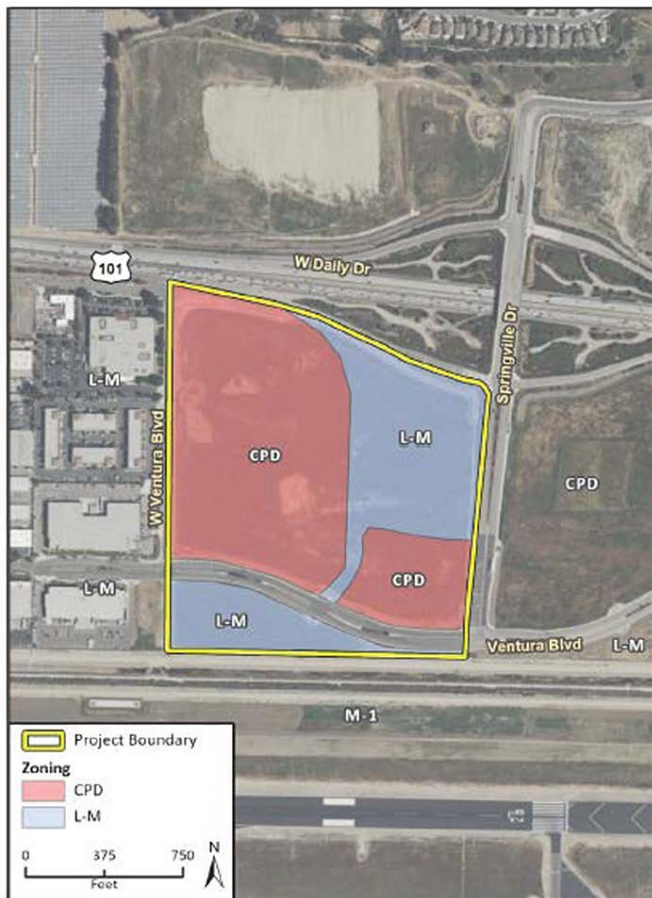 W Daily Dr
101
Springville Dr
L-M
W Ventura Blvd
CPD
L-M
CPD
CPD
L-M
L-M
Ventura Blvd
L-M
M-1
Project Boundary
Zoning
CPD
L-M
0 375 750
Feet
N